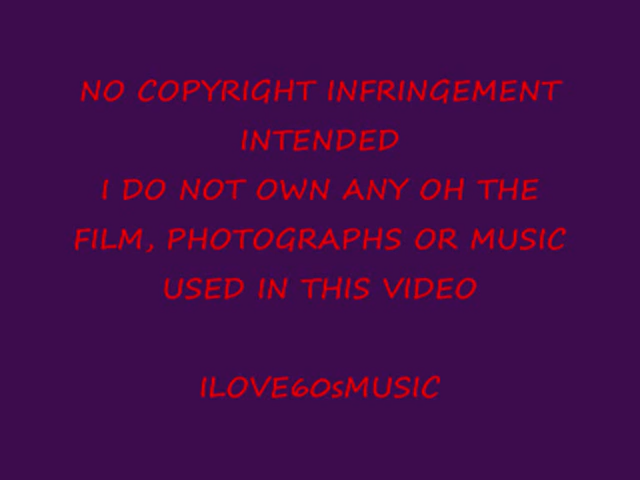 NO COPYRIGHT INFRINGEMENT
INTENDED
I DO NOT OWN ANY OH THE
FILM, PHOTOGRAPHS OR MUSIC
USED IN THIS VIDEO
ILOVE60sMUSIC